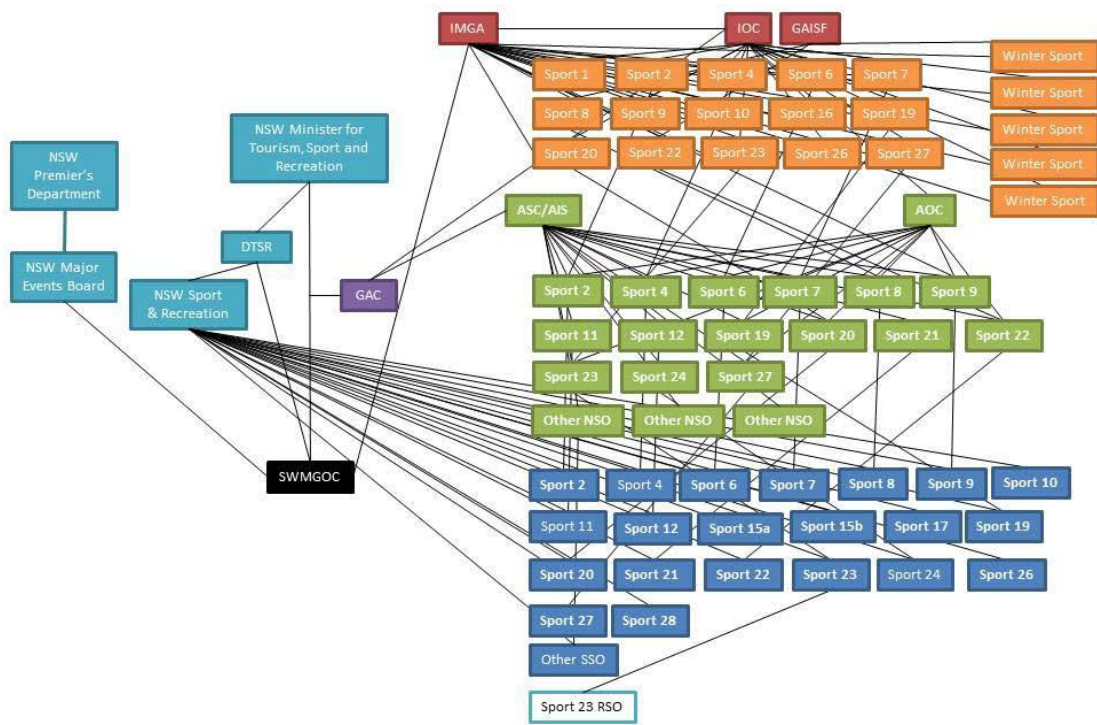 IMGA
IOC
GAISF
Sport 1
Sport 2
Sport 4
Sport 6
Sport 7
Winter Sport
Winter Sport
Winter Sport
Winter Sport
Winter Sport
Sport 8
Sport 9
Sport 10
Sport 16
Sport 19
Sport 20
Sport 22
Sport 23
Sport 26
Sport 27
NSW Minister for
Tourism, Sport and
Recreation
NSW
Premier's
Department
DTSR
NSW Major
Events Board
NSW Sport
& Recreation
GAC
SWMGOC
ASC/AIS
AOC
Sport 2
Sport 4
Sport 6
Sport 7
Sport 8
Sport 9
Sport 11
Sport 12
Sport 19
Sport 20
Sport 21
Sport 22
Sport 23
Sport 24
Sport 27
Other NSO
Other NSO
Other NSO
Sport 2
Sport 4
Sport 6
Sport 7
Sport 8
Sport 9
Sport 10
Sport 11
Sport 12
Sport 15a
Sport 15b
Sport 17
Sport 19
Sport 20
Sport 21
Sport 22
Sport 23
Sport 24
Sport 26
Sport 27
Sport 28
Other SSO
Sport 23 RSO